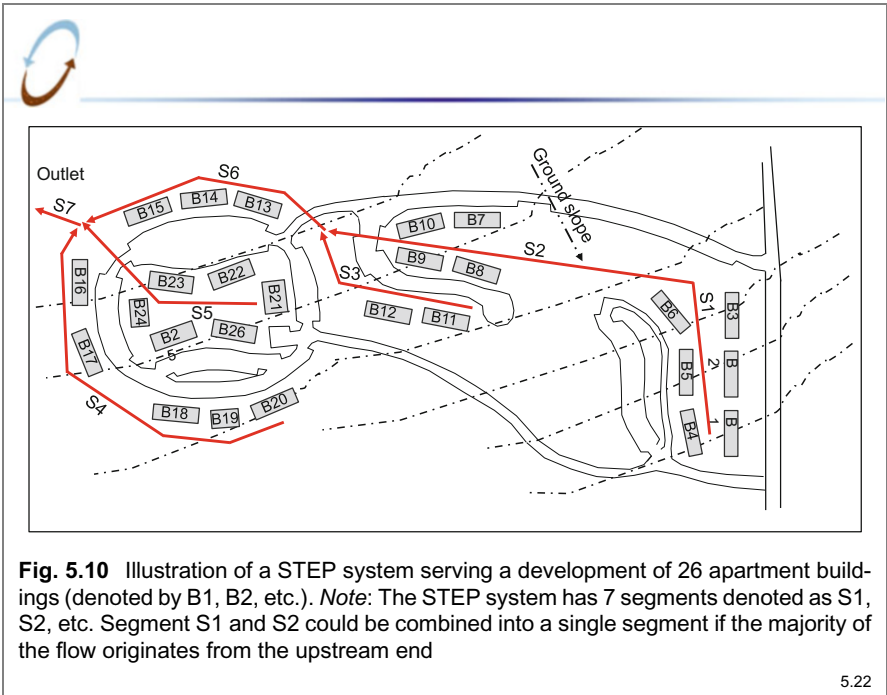 Outlet
S7
S6
B15
B14
B13
B16
B23
B22
B21
B24
S5
B2
5
B26
B17
S4
B18
B19
B20
Ground slope
B10
B7
B9
B8
S2
S3
B12
B11
S1
B6
B3
B5
B
2
B4
B
1
Fig. 5.10 Illustration of a STEP system serving a development of 26 apartment build-
ings (denoted by B1, B2, etc.). Note: The STEP system has 7 segments denoted as S1,
S2, etc. Segment S1 and S2 could be combined into a single segment if the majority of
the flow originates from the upstream end
5.22